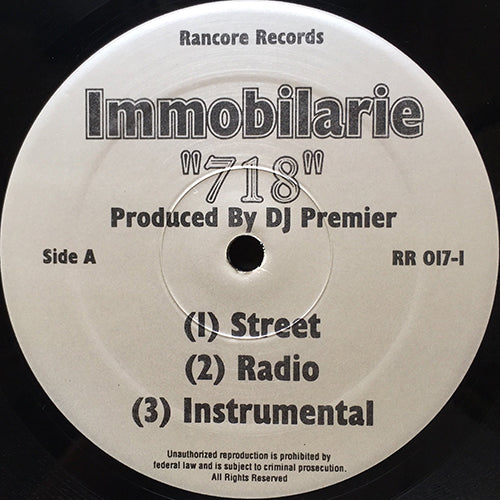 Rancore Records
Immobilarie
"718"
Produced By DJ Premier
Side A
RR 017-1
(1) Street
(2) Radio
(3) Instrumental
Unauthorized reproduction is prohibited by
federal law and is subject to criminal prosecution.
All Rights Reserved